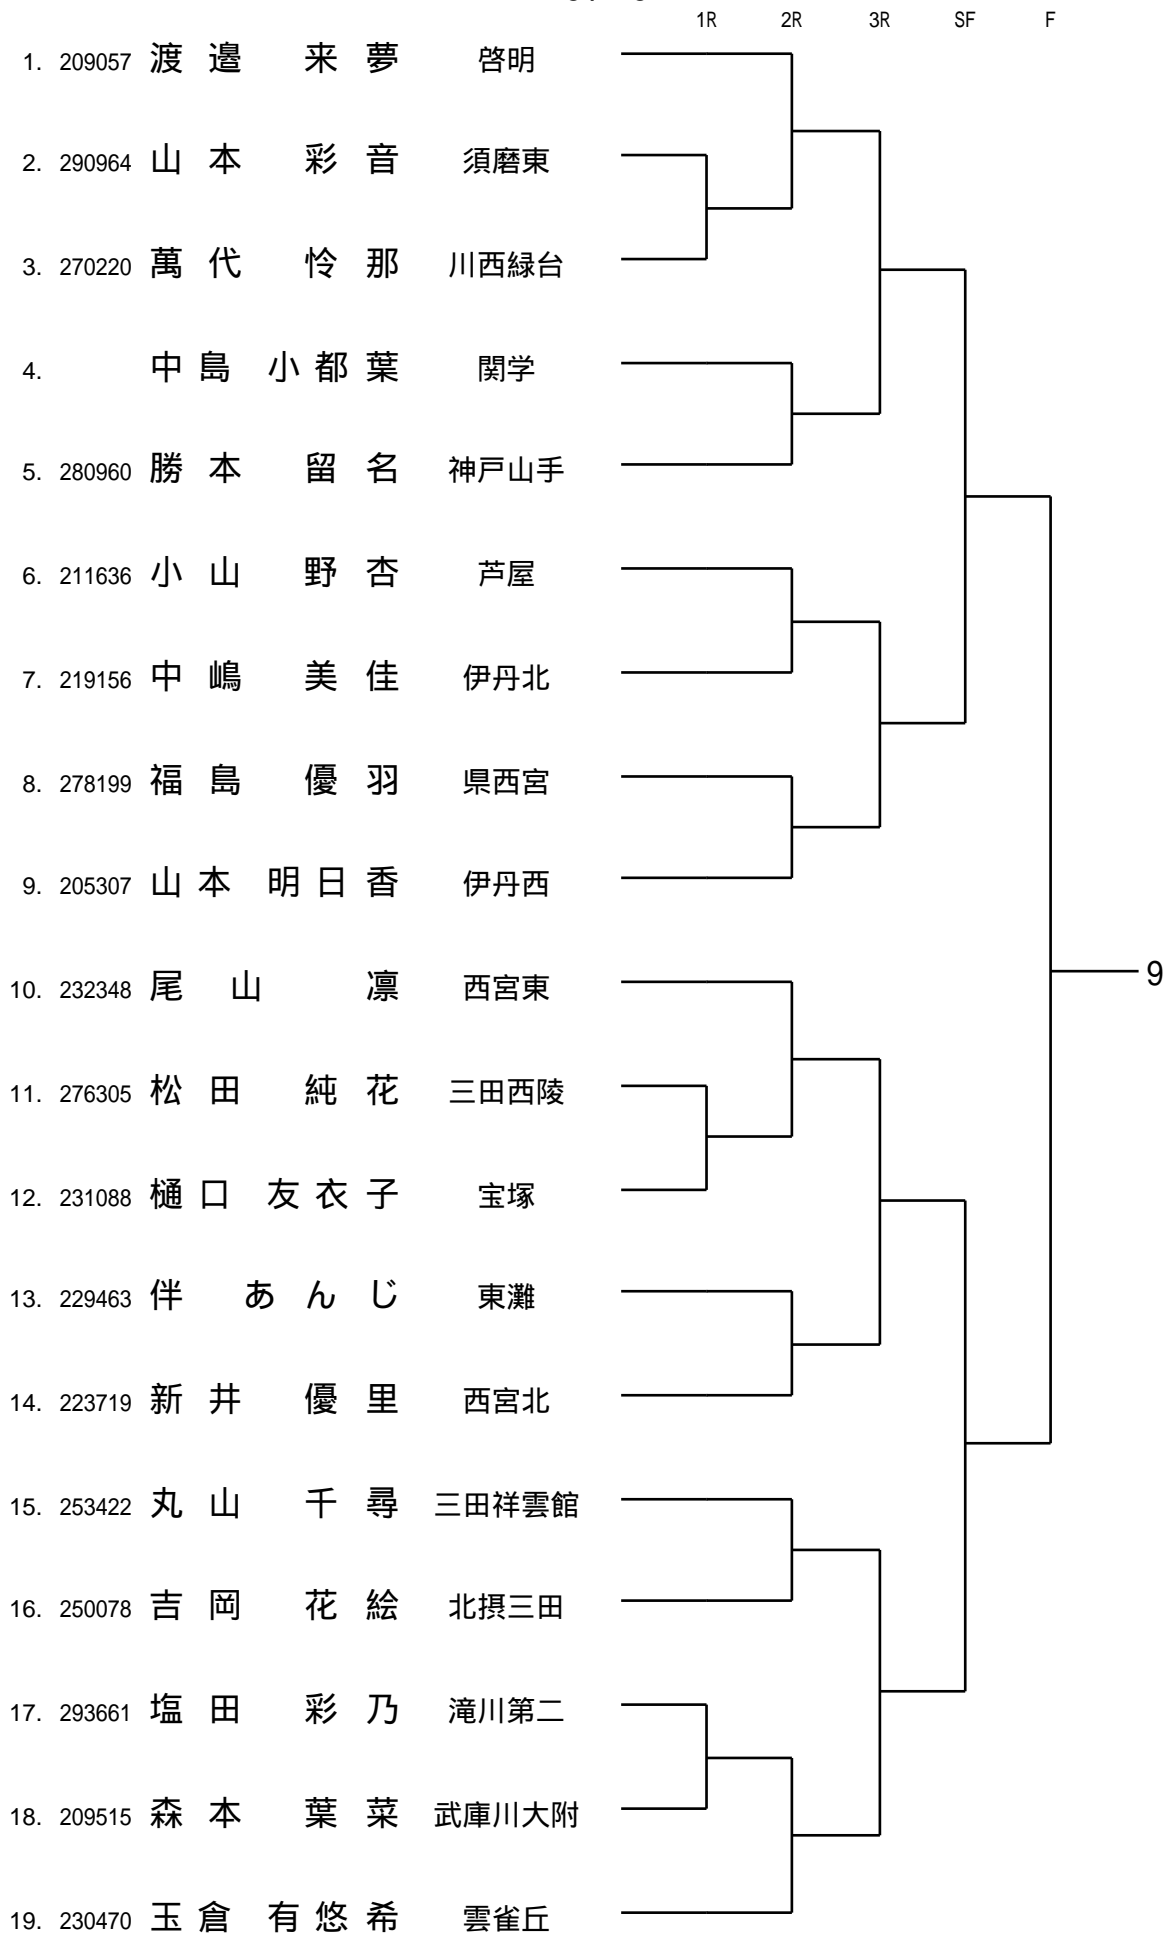 1R 2R 3R SF F
1. 209057 渡邉 来夢 啓明
2. 290964 山本 彩音 須磨東
3. 270220 萬代 怜那 川西緑台
4. 中島 小都葉 関学
5. 280960 勝本 留名 神戸山手
6. 211636 小山 野杏 芦屋
7. 219156 中嶋 美佳 伊丹北
8. 278199 福島 優羽 県西宮
9. 205307 山本 明日香 伊丹西
10. 232348 尾山 凛 西宮東
9
11. 276305 松田 純花 三田西陵
12. 231088 樋口 友衣子 宝塚
13. 229463 伴 あんじ 東灘
14. 223719 新井 優里 西宮北
15. 253422 丸山 千尋 三田祥雲館
16. 250078 吉岡 花絵 北摂三田
17. 293661 塩田 彩乃 滝川第二
18. 209515 森本 葉菜 武庫川大附
19. 230470 玉倉 有悠希 雲雀丘